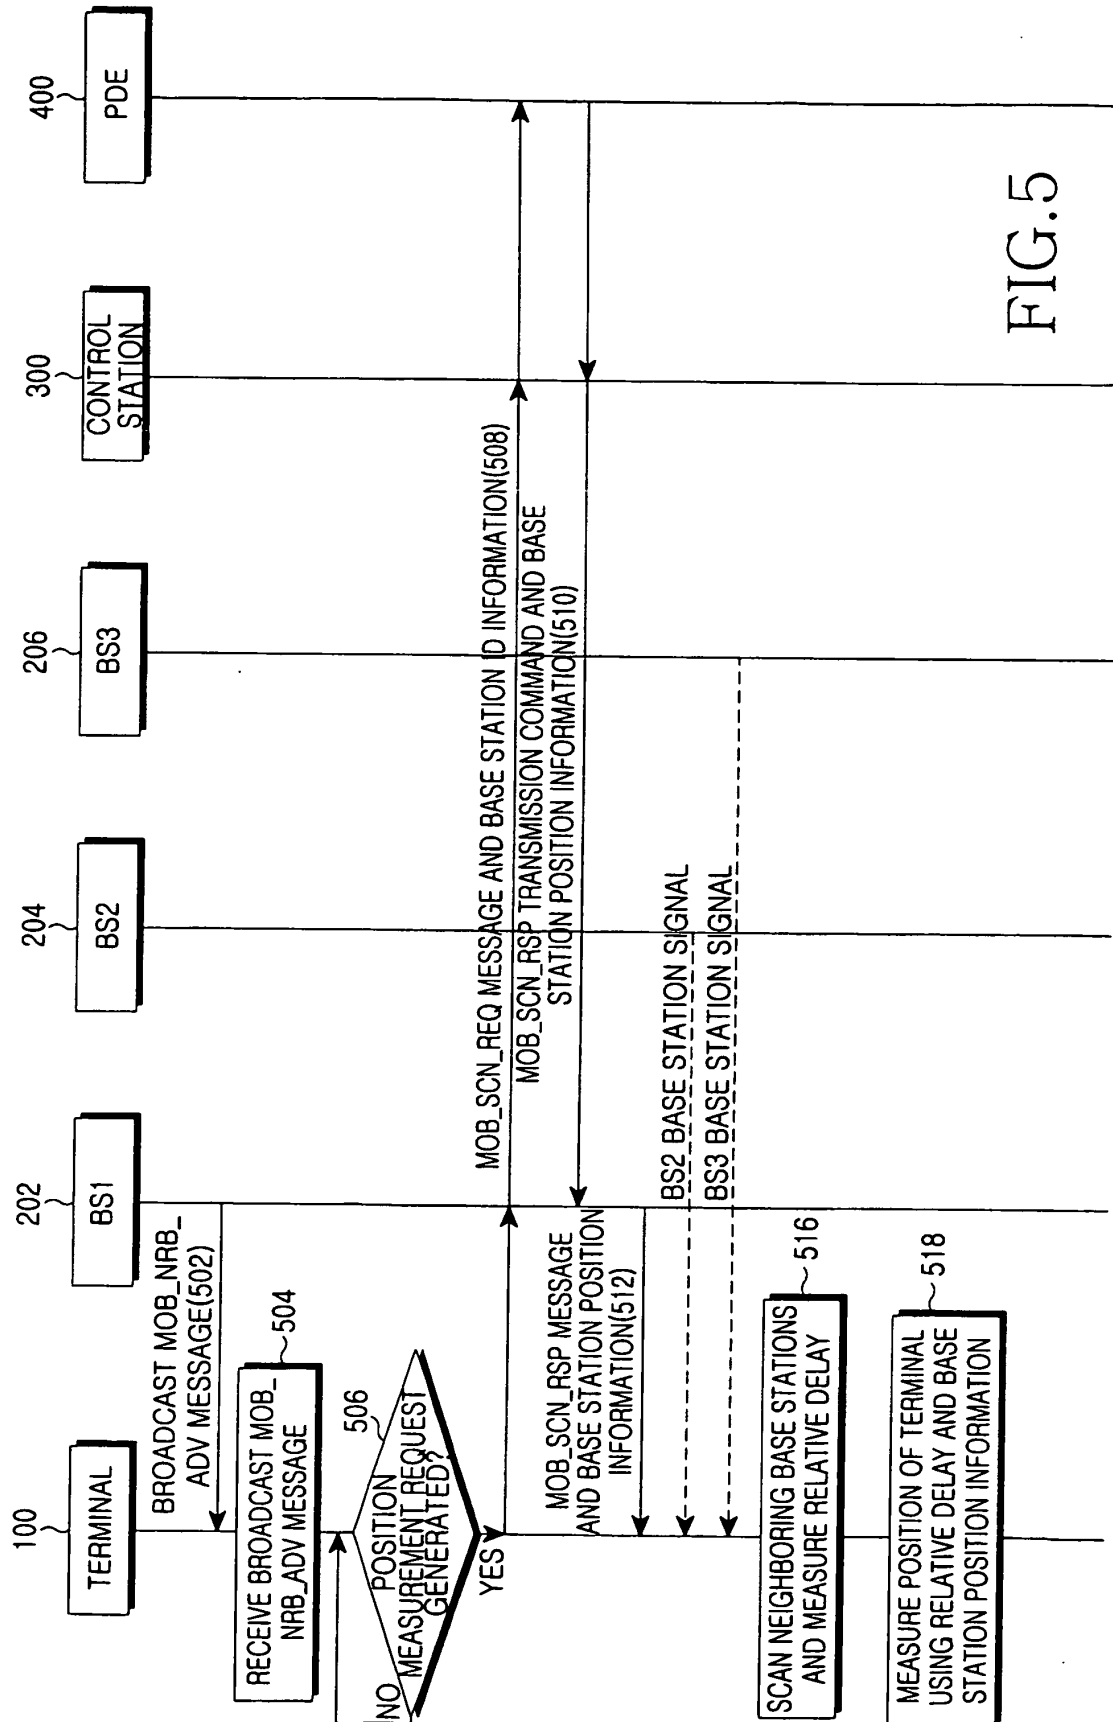 100
TERMINAL
202
BS1
204
BS2
206
BS3
300
CONTROL
STATION
400
PDE
BROADCAST MOB_NRB_
ADV MESSAGE(502)
RECEIVE BROADCAST MOB_
NRB_ADV MESSAGE
504
POSITION
MEASUREMENT REQUEST
GENERATED?
506
NO
YES
MOB_SCN_REQ MESSAGE AND BASE STATION ID INFORMATION(508)
MOB_SCN_RSP TRANSMISSION COMMAND AND BASE
STATION POSITION INFORMATION(510)
MOB_SCN_RSP MESSAGE
AND BASE STATION POSITION
INFORMATION(512)
BS2 BASE STATION SIGNAL
BS3 BASE STATION SIGNAL
SCAN NEIGHBORING BASE STATIONS
AND MEASURE RELATIVE DELAY
516
MEASURE POSITION OF TERMINAL
USING RELATIVE DELAY AND BASE
STATION POSITION INFORMATION
518
FIG.5